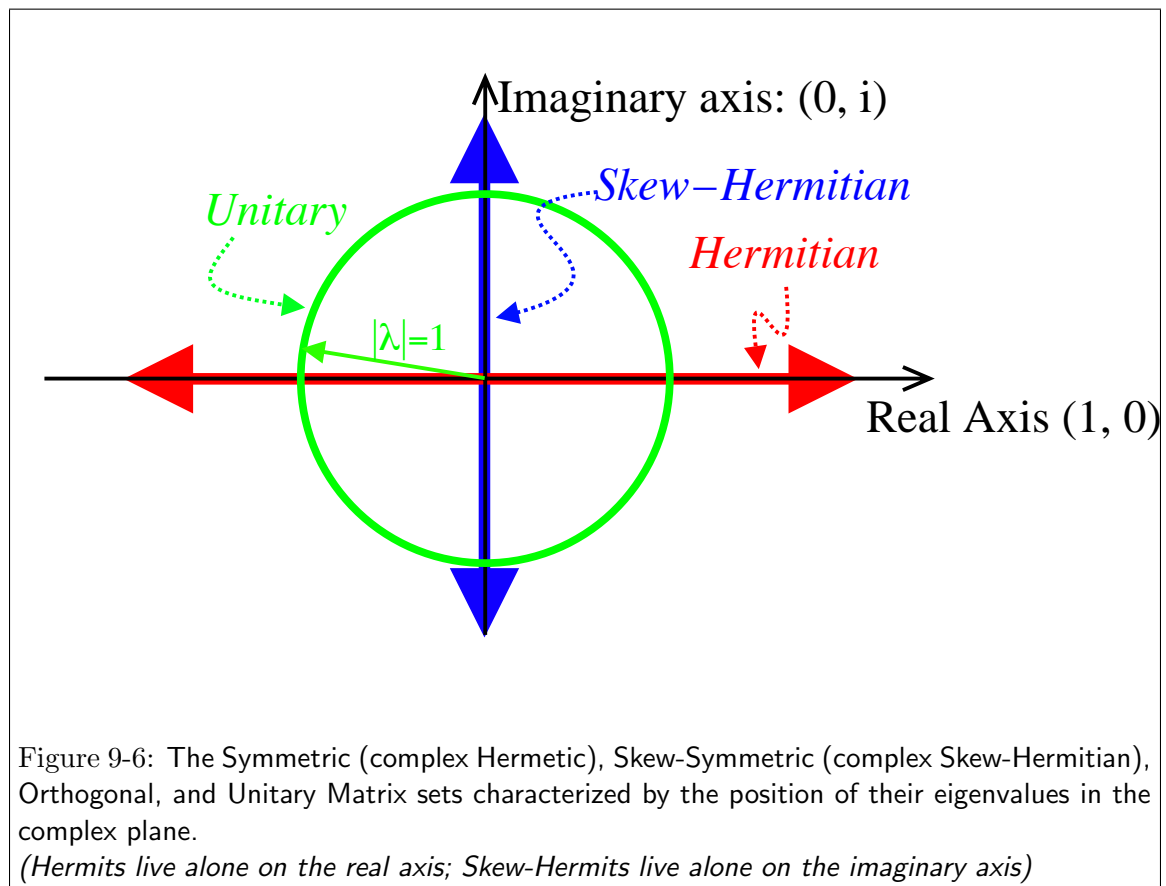 Imaginary axis: (0, i)
Skew–Hermitian
Unitary
Hermitian
|λ|=1
Real Axis (1, 0)
Figure 9-6: The Symmetric (complex Hermetic), Skew-Symmetric (complex Skew-Hermitian),
Orthogonal, and Unitary Matrix sets characterized by the position of their eigenvalues in the
complex plane.
(Hermits live alone on the real axis; Skew-Hermits live alone on the imaginary axis)